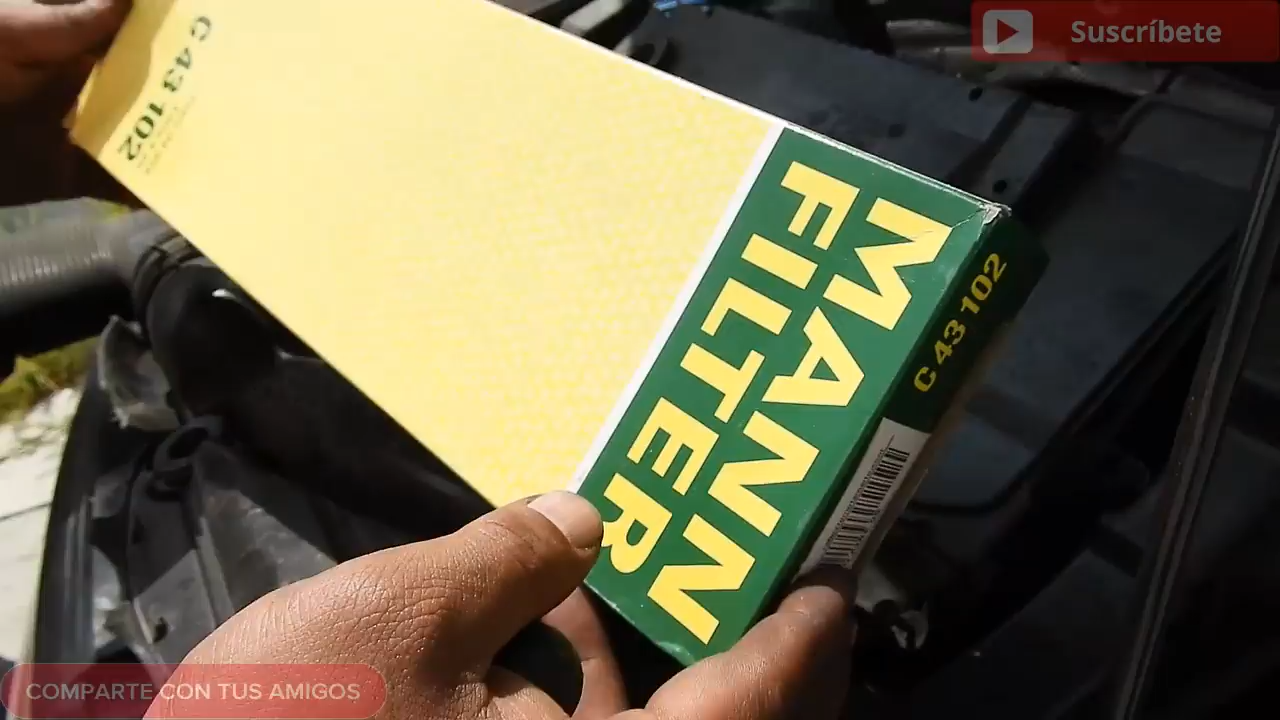 Suscríbete
C 43 102
MANN
FILTER
C 43 102
COMPARTE CON TUS AMIGOS